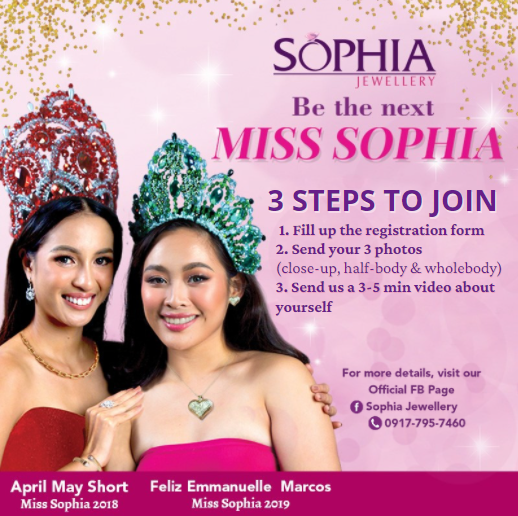 SOPHIA
JEWELLERY
Be the next
MISS SOPHIA
3 STEPS TO JOIN
1. Fill up the registration form
2. Send your 3 photos
(close-up, half-body & wholebody)
3. Send us a 3-5 min video about
yourself
For more details, visit our
Official FB Page
Sophia Jewellery
0917-795-7460
April May Short
Miss Sophia 2018
Feliz Emmanuelle Marcos
Miss Sophia 2019